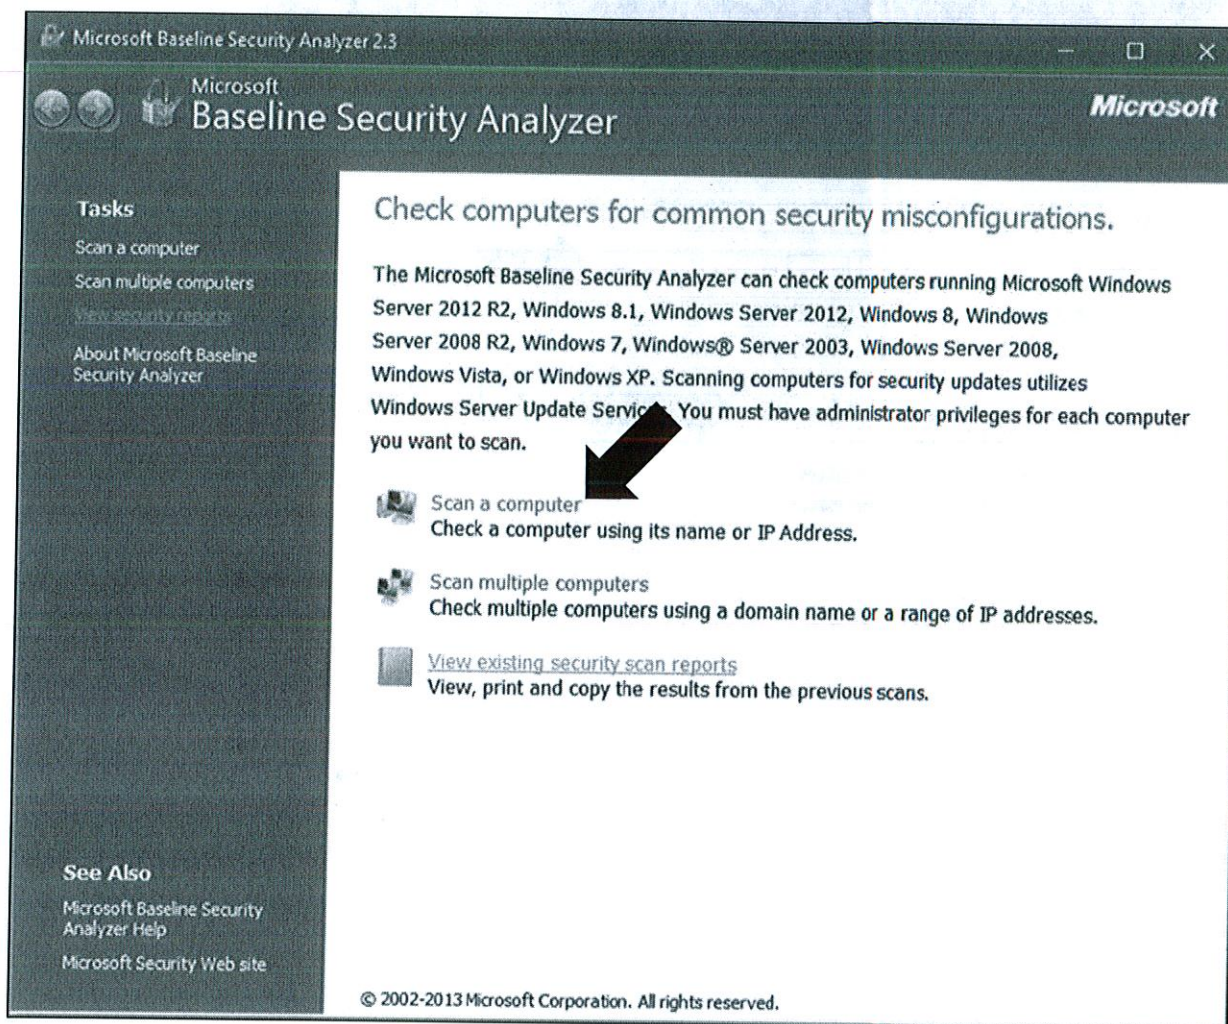 Microsoft Baseline Security Analyzer 2.3
Microsoft
Baseline Security Analyzer
Microsoft
Tasks
Scan a computer
Scan multiple computers
View security reports
About Microsoft Baseline
Security Analyzer
Check computers for common security misconfigurations.
The Microsoft Baseline Security Analyzer can check computers running Microsoft Windows
Server 2012 R2, Windows 8.1, Windows Server 2012, Windows 8, Windows
Server 2008 R2, Windows 7, Windows® Server 2003, Windows Server 2008,
Windows Vista, or Windows XP. Scanning computers for security updates utilizes
Windows Server Update Services. You must have administrator privileges for each computer
you want to scan.
Scan a computer
Check a computer using its name or IP Address.
Scan multiple computers
Check multiple computers using a domain name or a range of IP addresses.
View existing security scan reports
View, print and copy the results from the previous scans.
See Also
Microsoft Baseline Security
Analyzer Help
Microsoft Security Web site
© 2002-2013 Microsoft Corporation. All rights reserved.